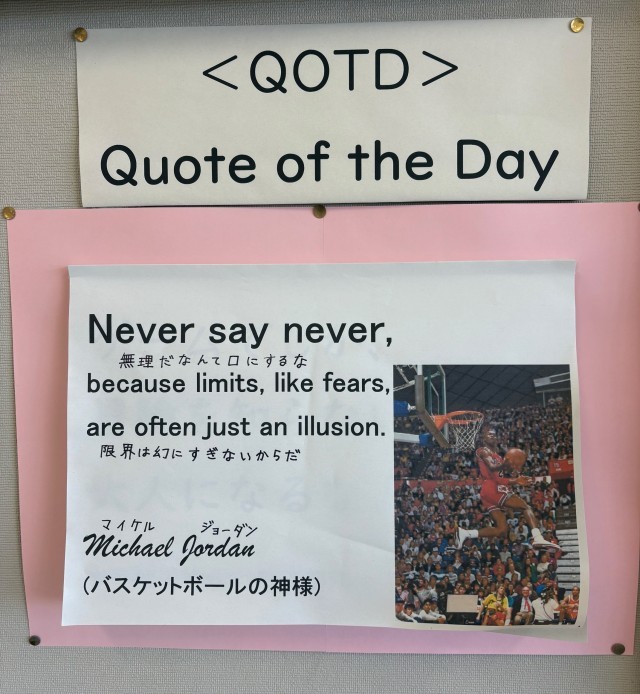 ＜QOTD＞
Quote of the Day
Never say never,
無理だなんて口にするな
because limits, like fears,
are often just an illusion.
限界は幻にすぎないからだ
マイケル ジョーダン
Michael Jordan
(バスケットボールの神様)